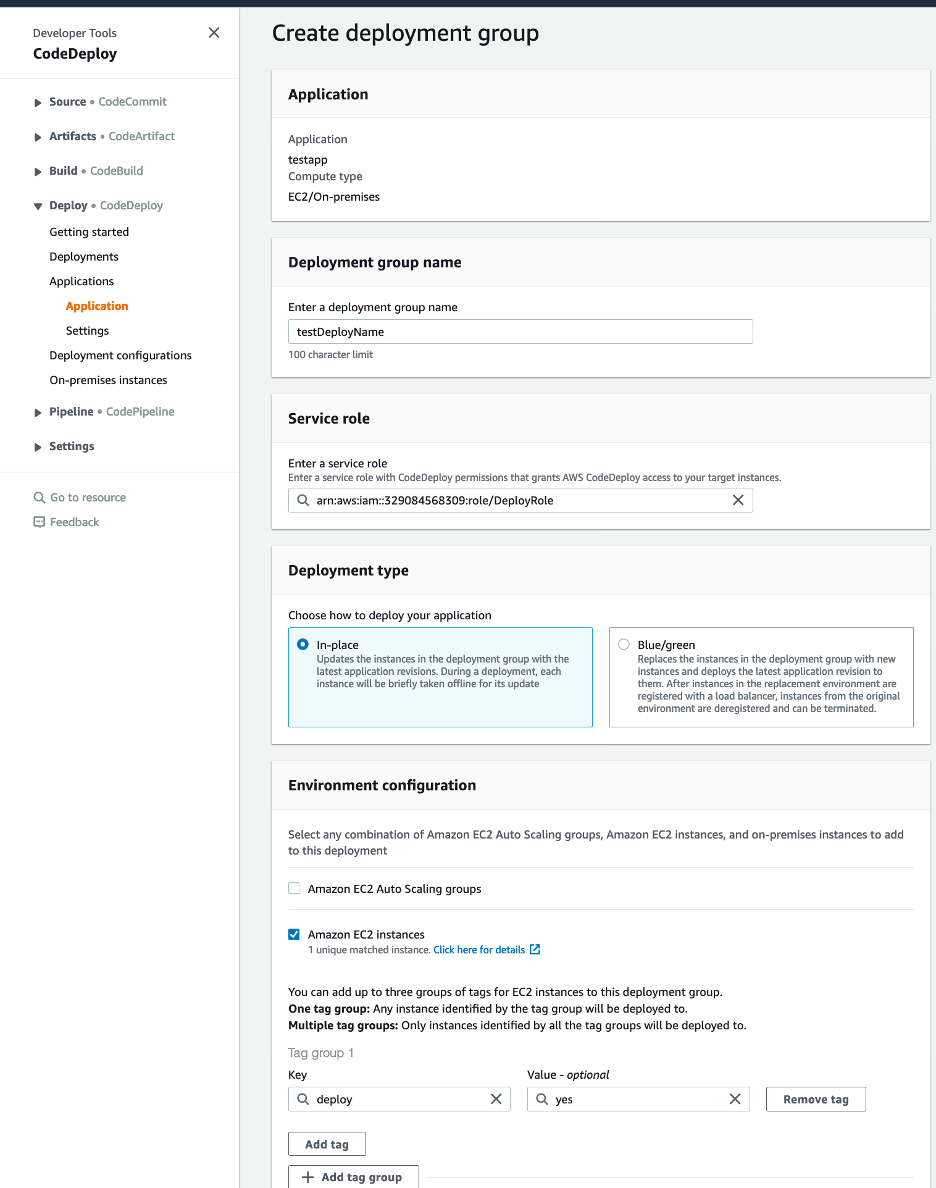 Developer Tools
CodeDeploy
Source • CodeCommit
Artifacts • CodeArtifact
Build • CodeBuild
Deploy • CodeDeploy
Getting started
Deployments
Applications
Application
Settings
Deployment configurations
On-premises instances
Pipeline • CodePipeline
Settings
Go to resource
Feedback
Create deployment group
Application
Application
testapp
Compute type
EC2/On-premises
Deployment group name
Enter a deployment group name
testDeployName
100 character limit
Service role
Enter a service role
Enter a service role with CodeDeploy permissions that grants AWS CodeDeploy access to your target instances.
arn:aws:iam::329084568309:role/DeployRole
Deployment type
Choose how to deploy your application
In-place
Updates the instances in the deployment group with the
latest application revisions. During a deployment, each
instance will be briefly taken offline for its update
Blue/green
Replaces the instances in the deployment group with new
instances and deploys the latest application revision to
them. After instances in the replacement environment are
registered with a load balancer, instances from the original
environment are deregistered and can be terminated.
Environment configuration
Select any combination of Amazon EC2 Auto Scaling groups, Amazon EC2 instances, and on-premises instances to add
to this deployment
Amazon EC2 Auto Scaling groups
Amazon EC2 instances
1 unique matched instance. Click here for details
You can add up to three groups of tags for EC2 instances to this deployment group.
One tag group: Any instance identified by the tag group will be deployed to.
Multiple tag groups: Only instances identified by all the tag groups will be deployed to.
Tag group 1
Key
Value - optional
deploy
yes
Remove tag
Add tag
Add tag group